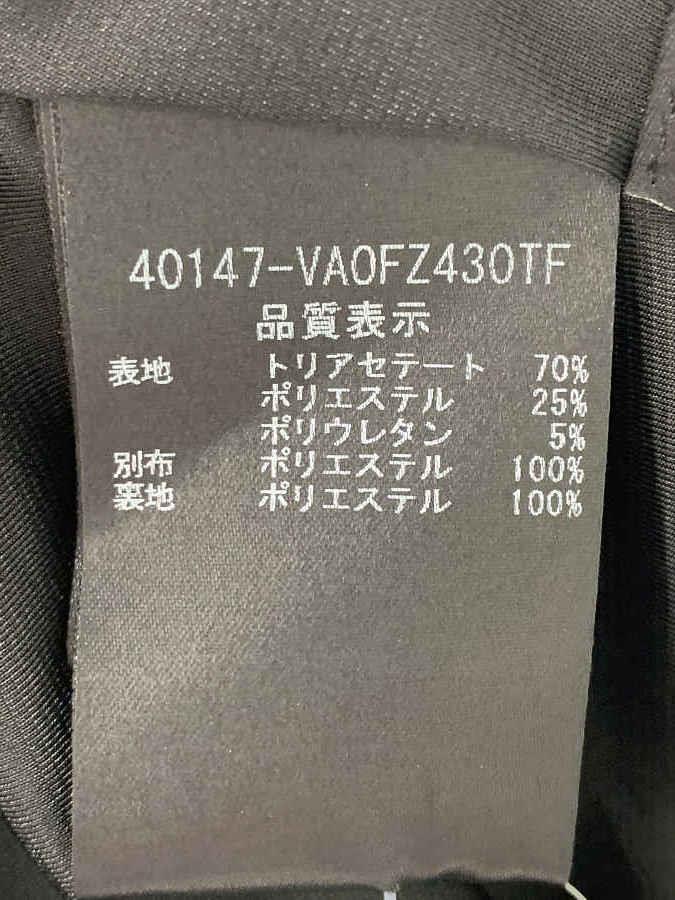 40147-VA0FZ430TF
品質表示
表地 トリアセテート 70%
ポリエステル 25%
ポリウレタン 5%
別布 ポリエステル 100%
裏地 ポリエステル 100%